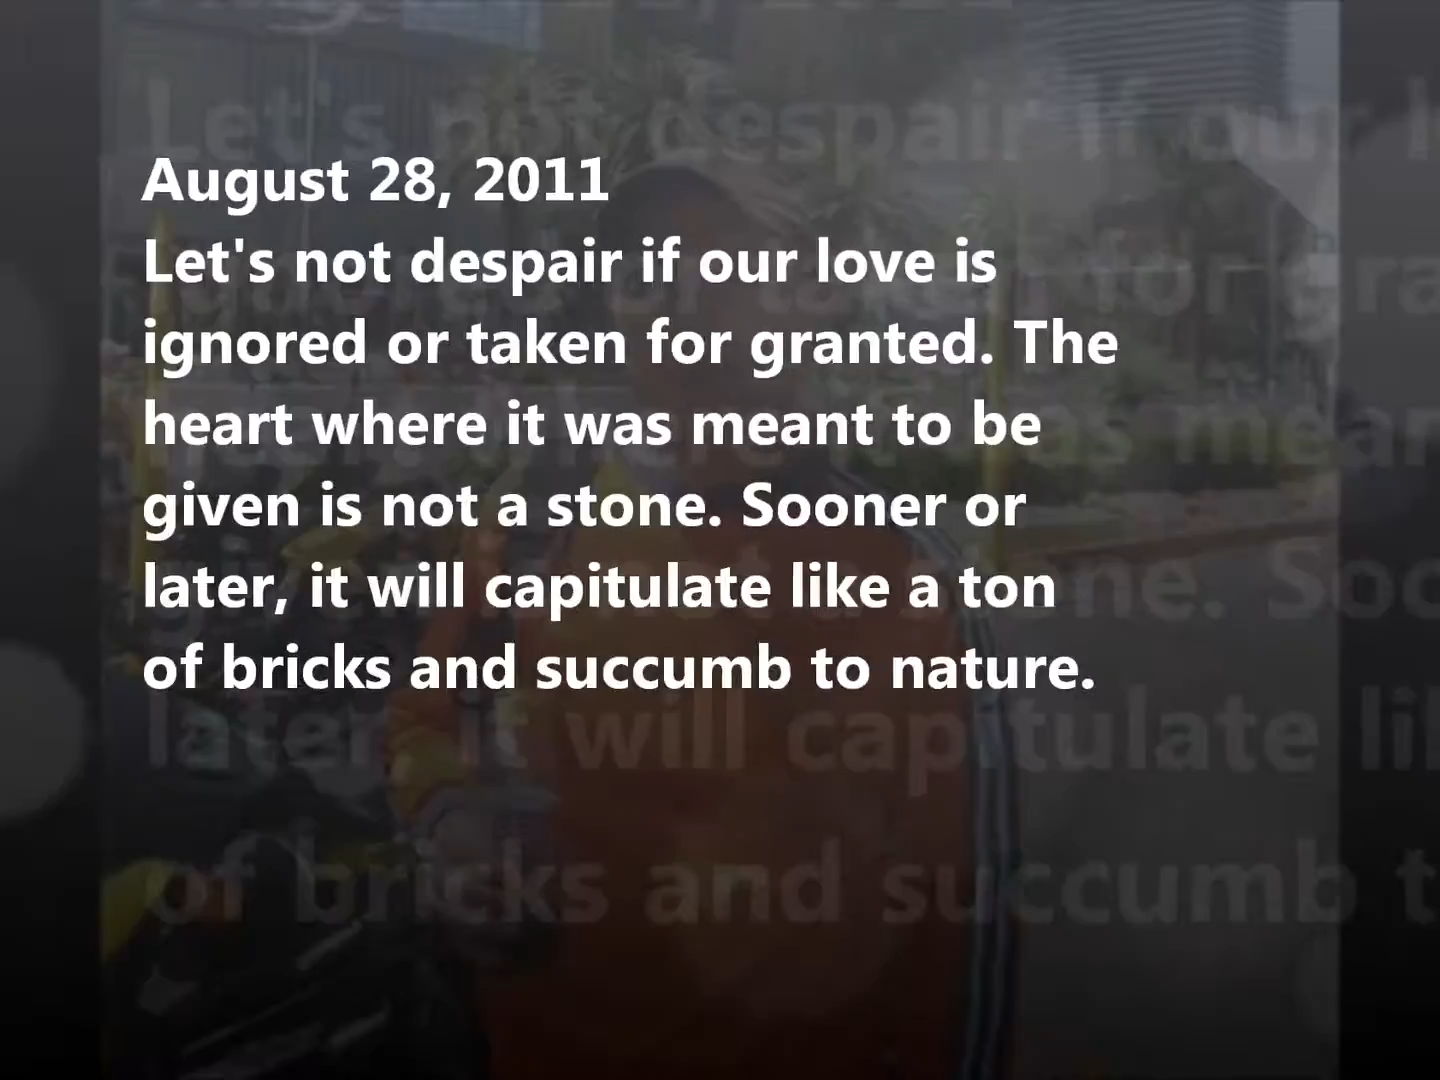 August 28, 2011
Let's not despair if our love is
ignored or taken for granted. The
heart where it was meant to be
given is not a stone. Sooner or
later, it will capitulate like a ton
of bricks and succumb to nature.